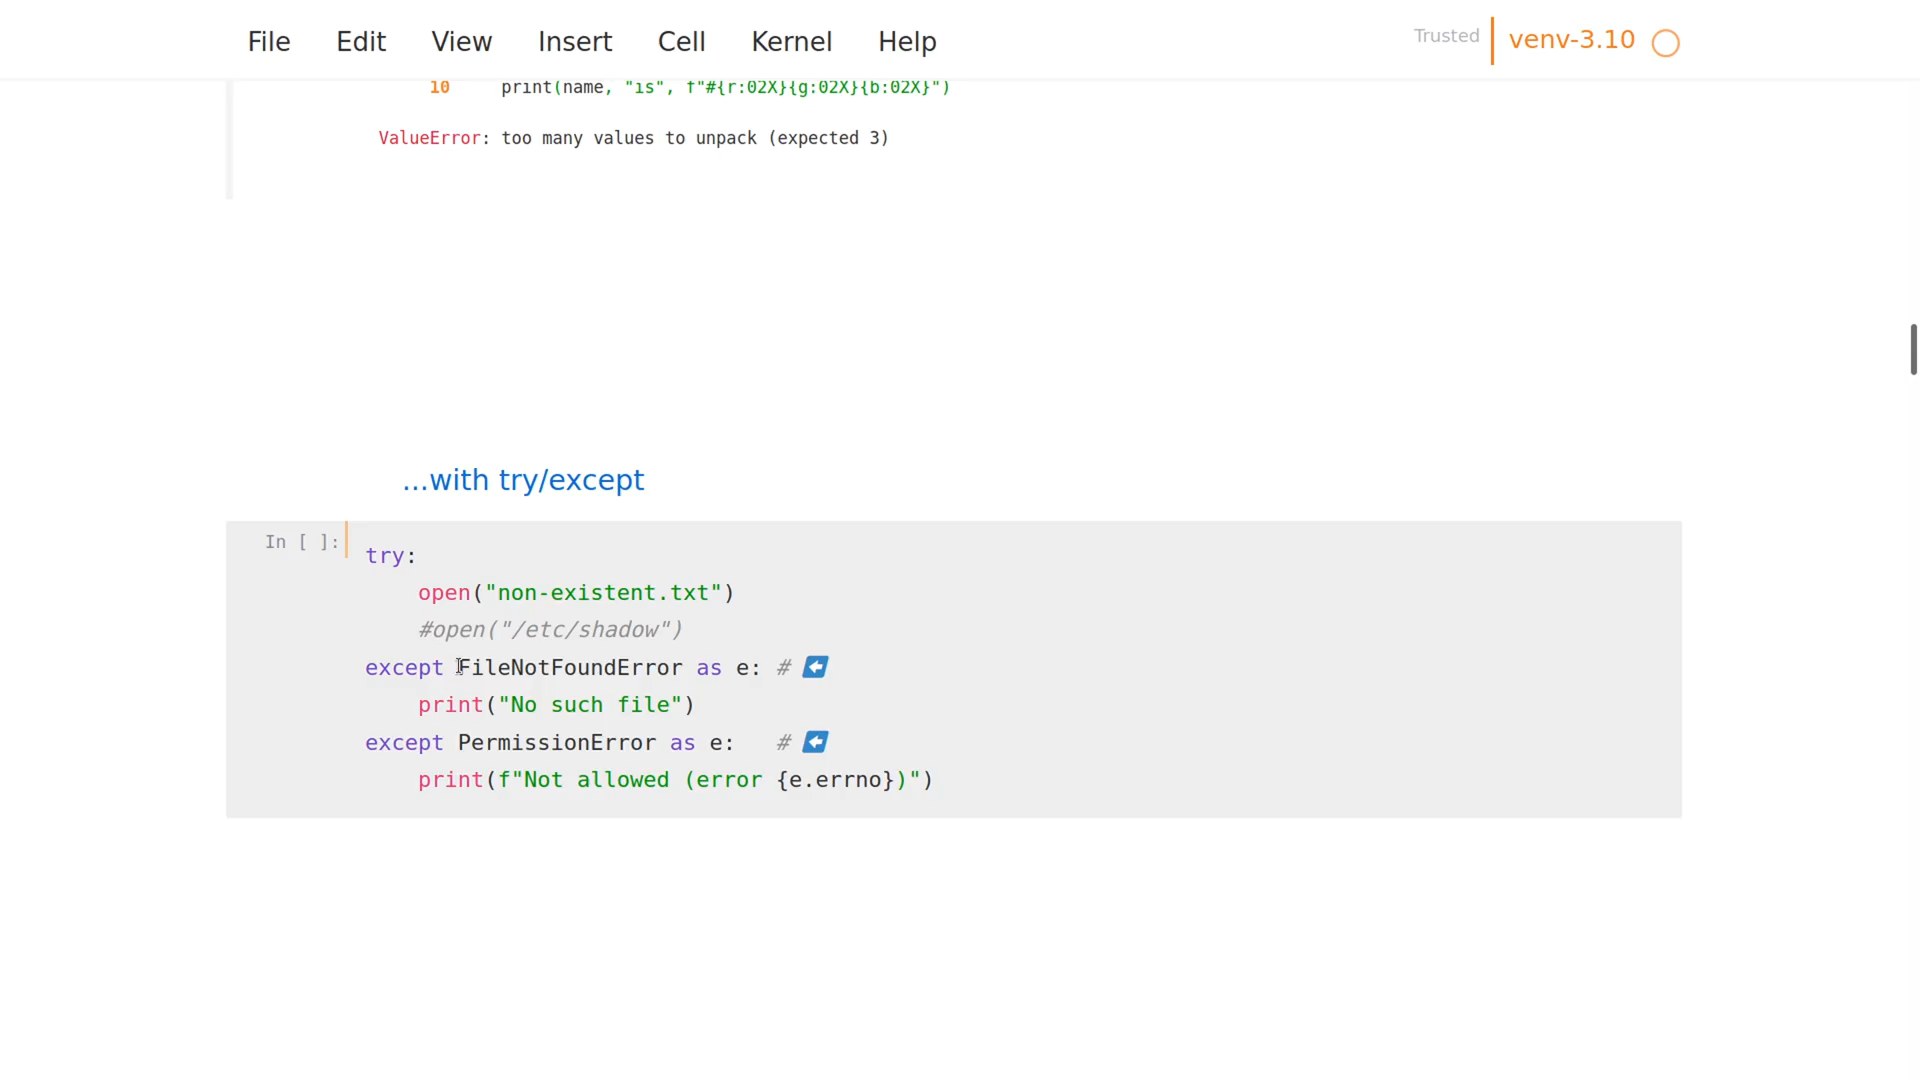 File Edit View Insert Cell Kernel Help Trusted venv-3.10
10 print(name, "is", f"#{r:02X}{g:02X}{b:02X}")
ValueError: too many values to unpack (expected 3)
...with try/except
In [ ]: try:
open("non-existent.txt")
#open("/etc/shadow")
except FileNotFoundError as e: # ⬅
print("No such file")
except PermissionError as e: # ⬅
print(f"Not allowed (error {e.errno})")